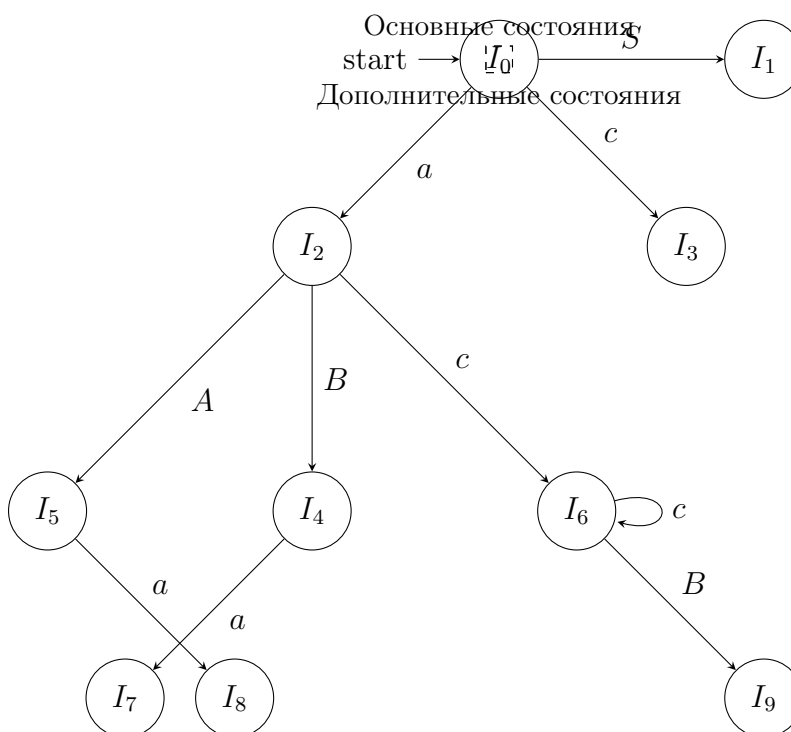 Основные состояния
S
start I₀ I₁
Дополнительные состояния
c
a
I₂ I₃
c
B
A
I₅ I₄ I₆ c
a B
a
I₇ I₈ I₉